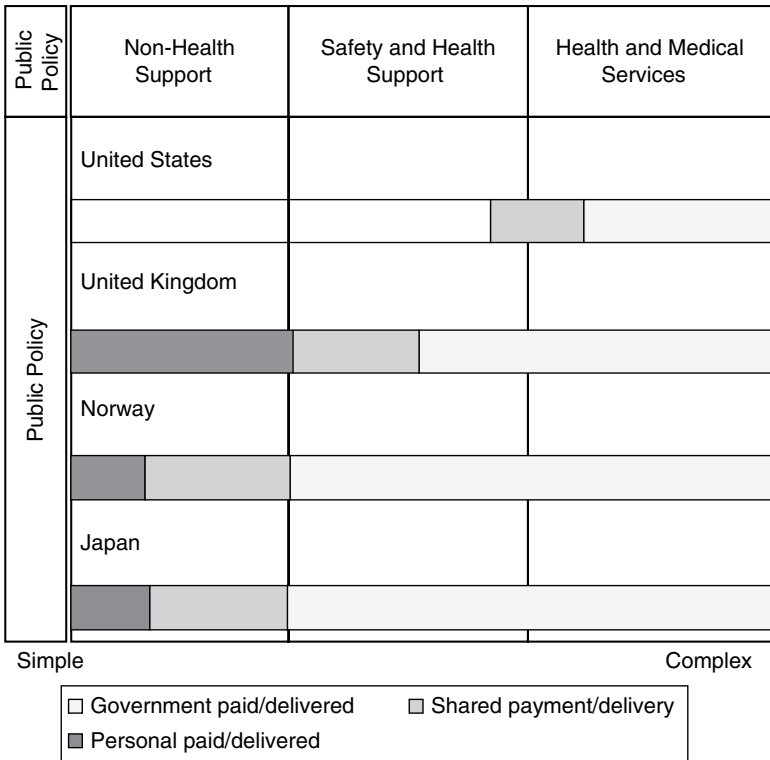 Public
Policy
Non-Health
Support
Safety and Health
Support
Health and Medical
Services
Public Policy
United States
United Kingdom
Norway
Japan
Simple
Complex
Government paid/delivered
Shared payment/delivery
Personal paid/delivered